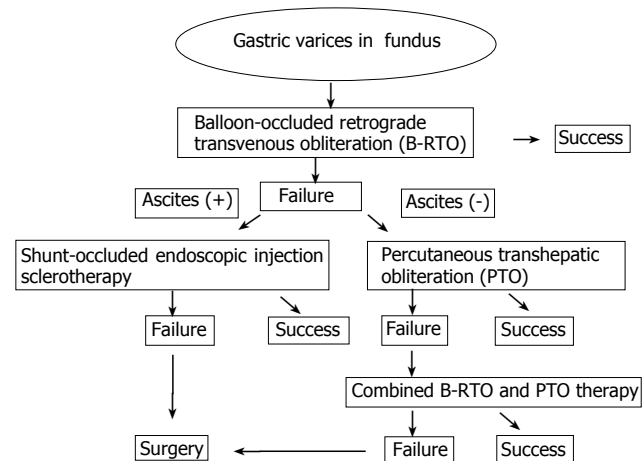 Gastric varices in fundus
Balloon-occluded retrograde
transvenous obliteration (B-RTO)
Success
Failure
Ascites (+)
Ascites (-)
Shunt-occluded endoscopic injection
sclerotherapy
Percutaneous transhepatic
obliteration (PTO)
Failure
Success
Failure
Success
Combined B-RTO and PTO therapy
Surgery
Failure
Success